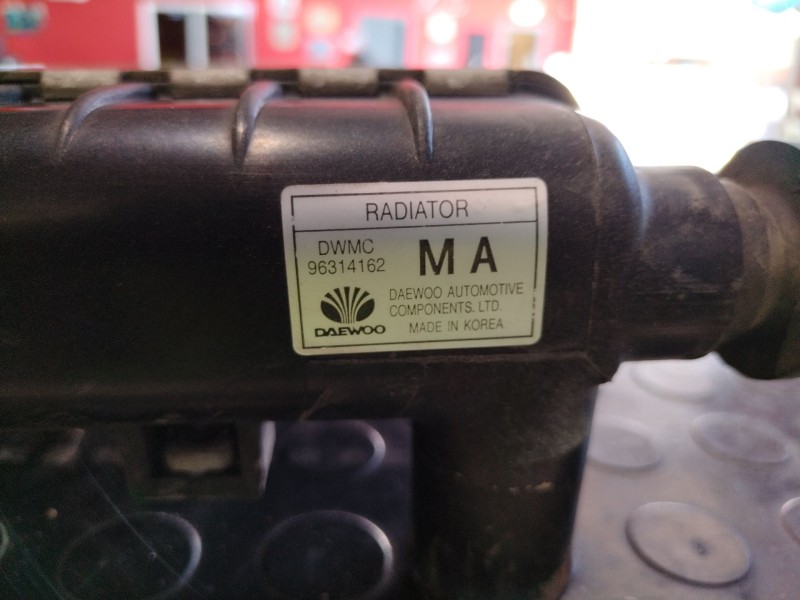 RADIATOR
DWMC
96314162
MA
DAEWOO
DAEWOO AUTOMOTIVE
COMPONENTS. LTD.
MADE IN KOREA